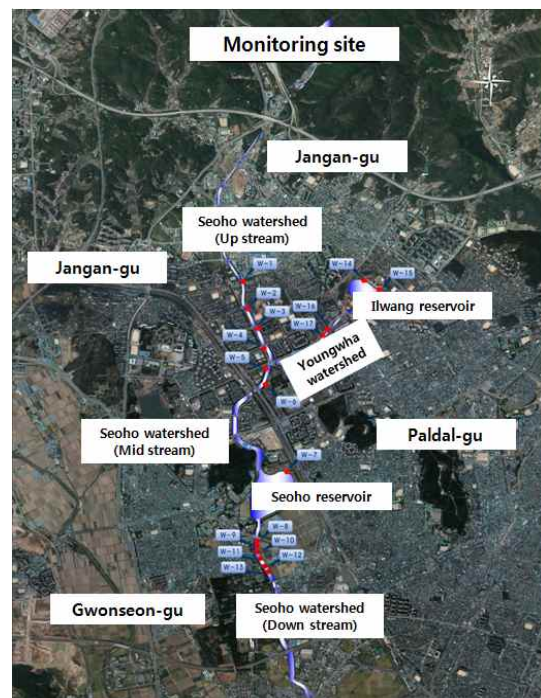 Monitoring site
Jangan-gu
Seoho watershed
(Up stream)
Jangan-gu
W-1
W-14
W-15
W-2
W-16
Ilwang reservoir
W-3
W-17
W-4
W-5
Youngwha
watershed
W-6
Seoho watershed
(Mid stream)
Paldal-gu
W-7
Seoho reservoir
W-8
W-9
W-10
W-11
W-12
W-13
Gwonseon-gu
Seoho watershed
(Down stream)